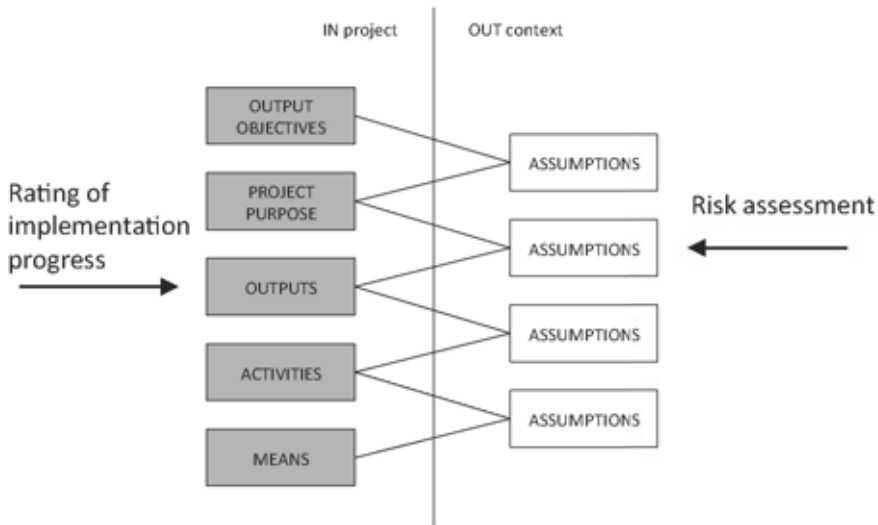 IN project
OUT context
OUTPUT
OBJECTIVES
ASSUMPTIONS
PROJECT
PURPOSE
Rating of
implementation
progress
Risk assessment
ASSUMPTIONS
OUTPUTS
ASSUMPTIONS
ACTIVITIES
ASSUMPTIONS
MEANS